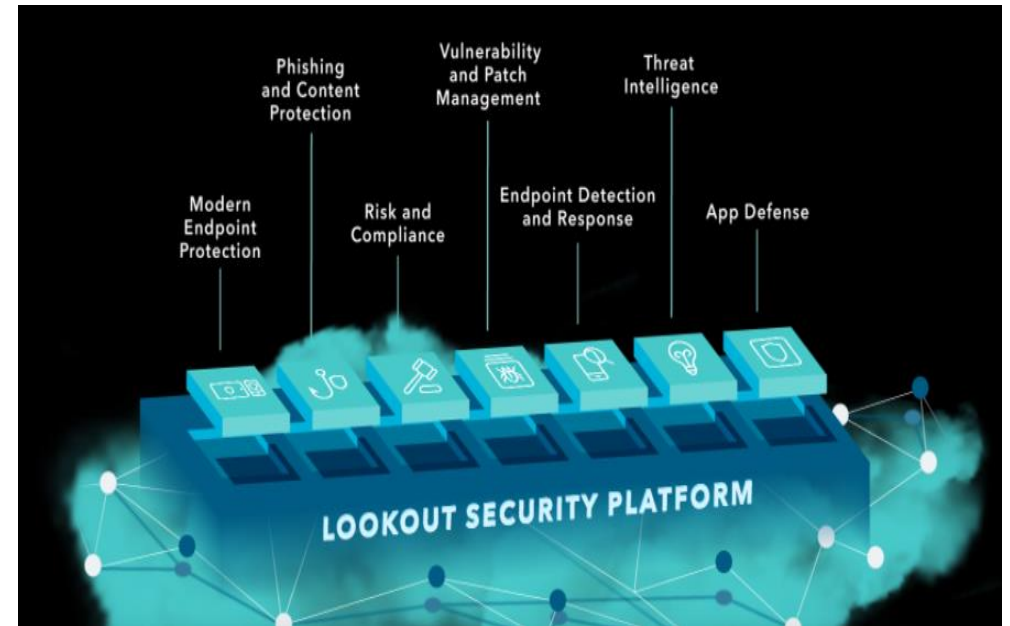 Modern
Endpoint
Protection
Phishing
and Content
Protection
Risk and
Compliance
Vulnerability
and Patch
Management
Endpoint Detection
and Response
Threat
Intelligence
App Defense
LOOKOUT SECURITY PLATFORM